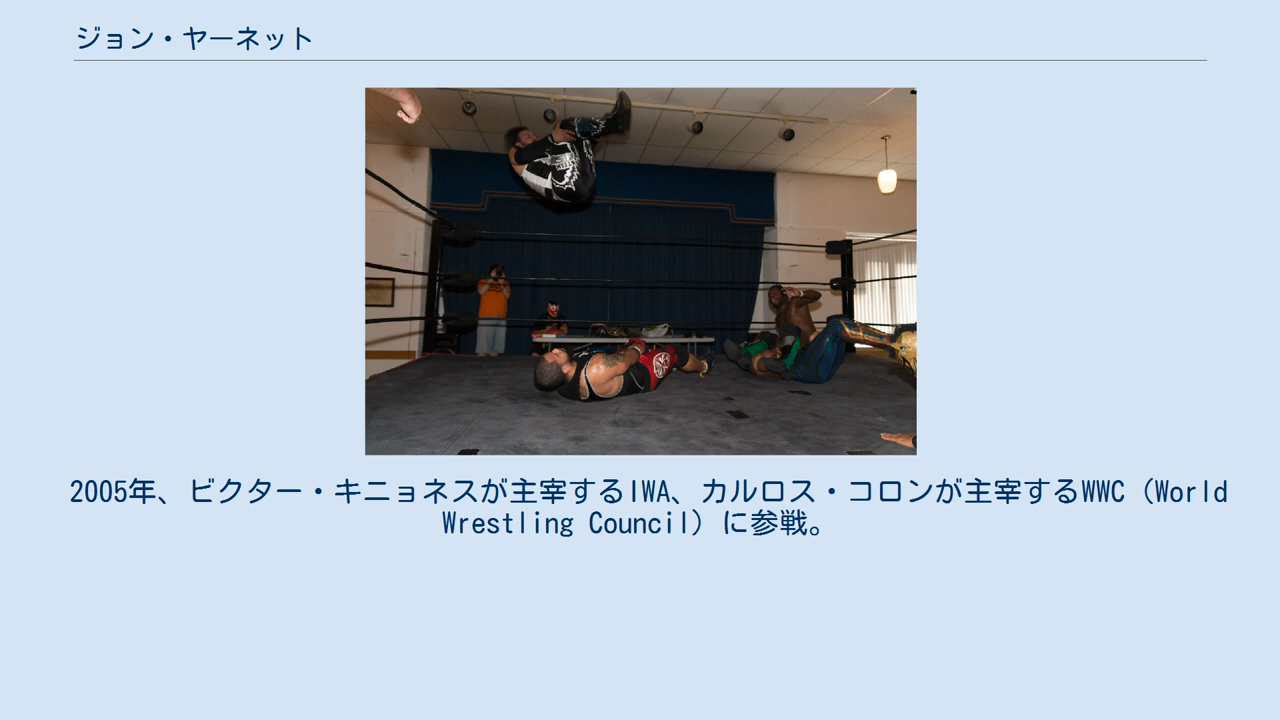 ジョン・ヤーネット
2005年、ビクター・キニョネスが主宰するIWA、カルロス・コロンが主宰するWWC（World
Wrestling Council）に参戦。